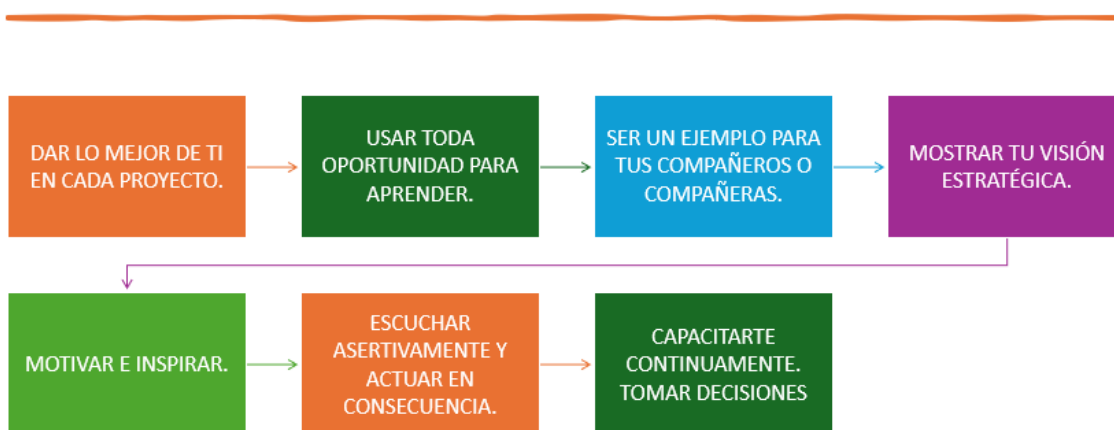 DAR LO MEJOR DE TI
EN CADA PROYECTO.
USAR TODA
OPORTUNIDAD PARA
APRENDER.
SER UN EJEMPLO PARA
TUS COMPAÑEROS O
COMPAÑERAS.
MOSTRAR TU VISIÓN
ESTRATÉGICA.
MOTIVAR E INSPIRAR.
ESCUCHAR
ASERTIVAMENTE Y
ACTUAR EN
CONSECUENCIA.
CAPACITARTE
CONTINUAMENTE.
TOMAR DECISIONES